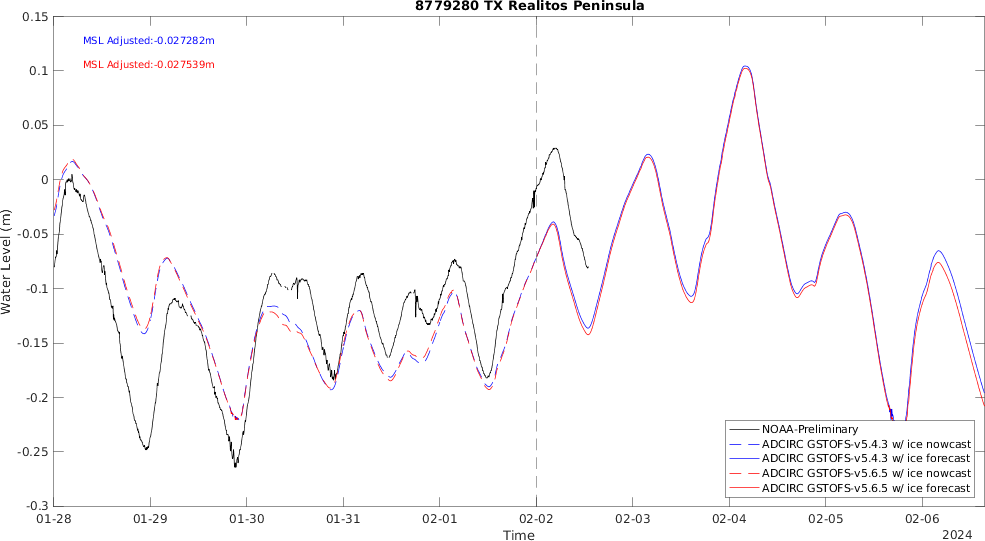 8779280 TX Realitos Peninsula
MSL Adjusted:-0.027282m
MSL Adjusted:-0.027539m
0.15
0.1
0.05
0
-0.05
-0.1
-0.15
-0.2
-0.25
-0.3
Water Level (m)
NOAA-Preliminary
ADCIRC GSTOFS-v5.4.3 w/ ice nowcast
ADCIRC GSTOFS-v5.4.3 w/ ice forecast
ADCIRC GSTOFS-v5.6.5 w/ ice nowcast
ADCIRC GSTOFS-v5.6.5 w/ ice forecast
01-28 01-29 01-30 01-31 02-01 02-02 02-03 02-04 02-05 02-06
Time
2024